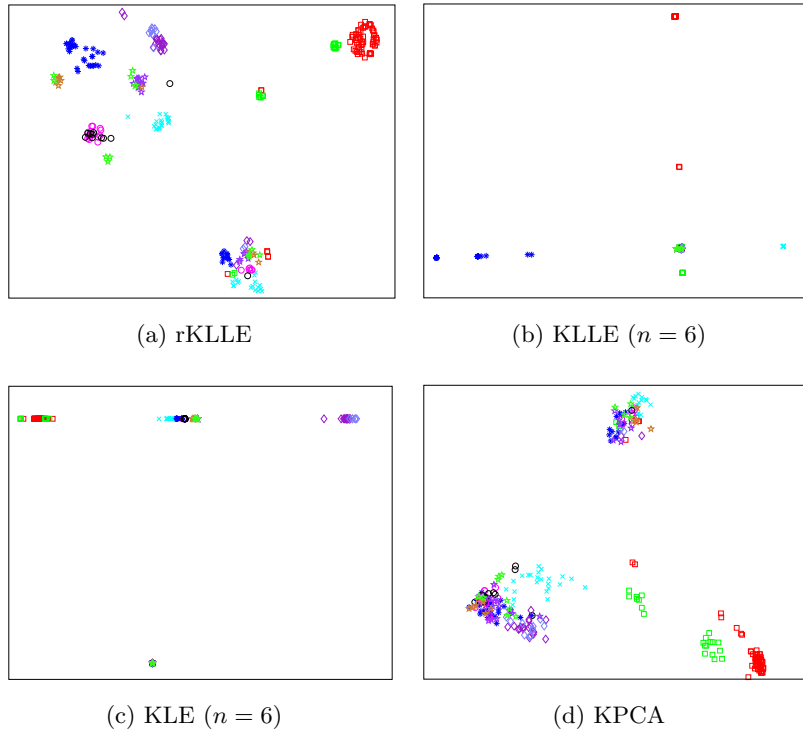 (a) rKLLE
(b) KLLE (n = 6)
(c) KLE (n = 6)
(d) KPCA